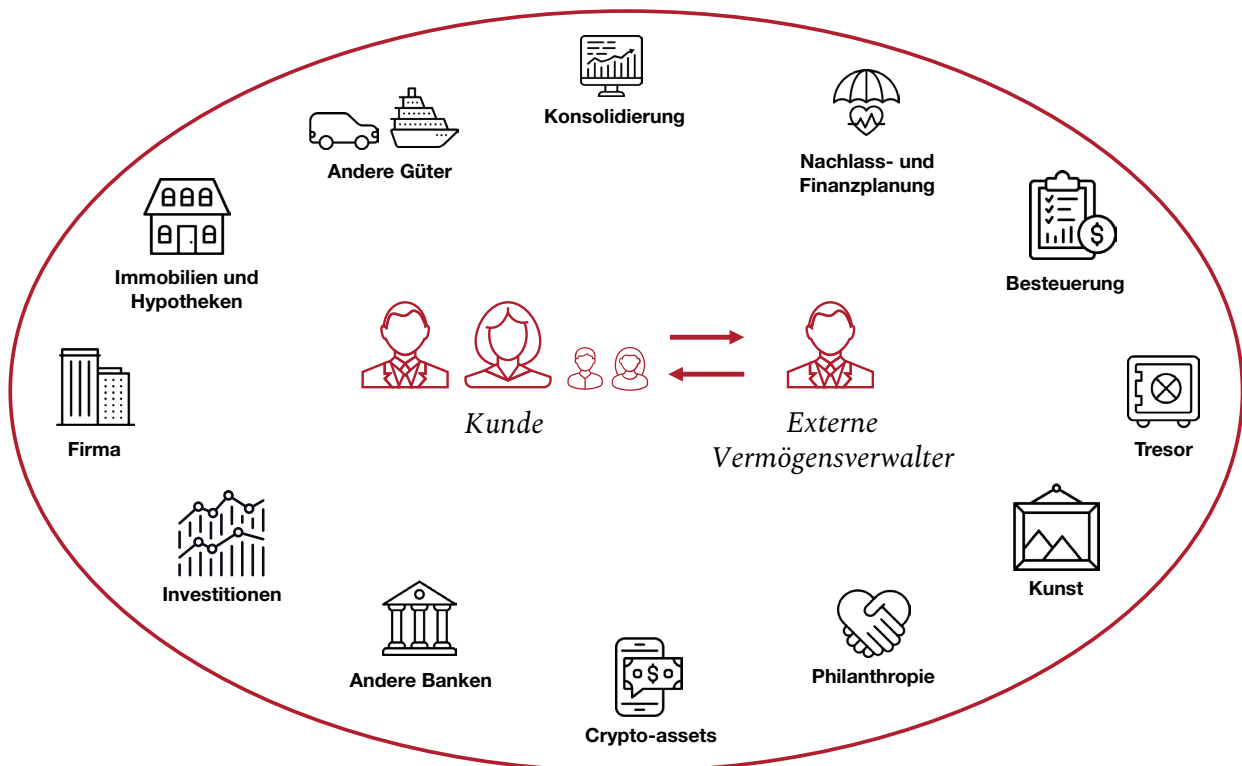 Konsolidierung
Andere Güter
Nachlass- und
Finanzplanung
Immobilien und
Hypotheken
Besteuerung
$
Kunde
Externe
Vermögensverwalter
Firma
Tresor
Investitionen
Kunst
Andere Banken
Philanthropie
$
Crypto-assets